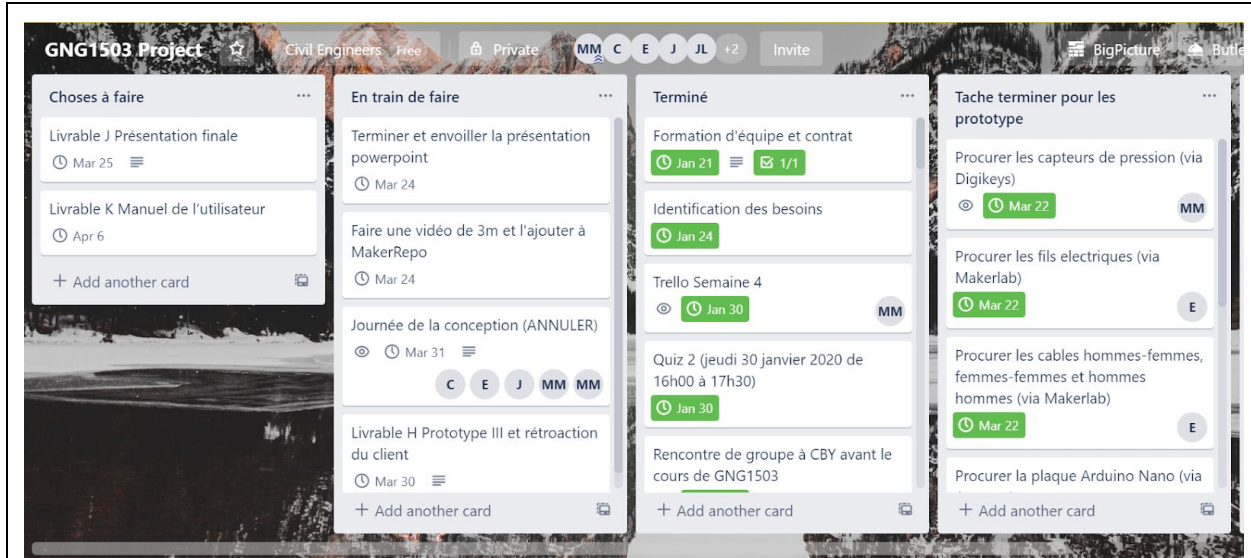 GNG1503 Project
Civil Engineers Free
Private
MM C E J JL +2
Invite
BigPicture
Choses à faire
Livrable J Présentation finale
Mar 25
Livrable K Manuel de l'utilisateur
Apr 6
+ Add another card
En train de faire
Terminer et envoiller la présentation
powerpoint
Mar 24
Faire une vidéo de 3m et l'ajouter à
MakerRepo
Mar 24
Journée de la conception (ANNULER)
Mar 31
C E J MM MM
Livrable H Prototype III et rétroaction
du client
Mar 30
+ Add another card
Terminé
Formation d'équipe et contrat
Jan 21 1/1
Identification des besoins
Jan 24
Trello Semaine 4
Jan 30 MM
Quiz 2 (jeudi 30 janvier 2020 de
16h00 à 17h30)
Jan 30
Rencontre de groupe à CBY avant le
cours de GNG1503
+ Add another card
Tache terminer pour les
prototype
Procurer les capteurs de pression (via
Digikeys)
Mar 22 MM
Procurer les fils electriques (via
Makerlab)
Mar 22 E
Procurer les cables hommes-femmes,
femmes-femmes et hommes
hommes (via Makerlab)
Mar 22 E
Procurer la plaque Arduino Nano (via
+ Add another card